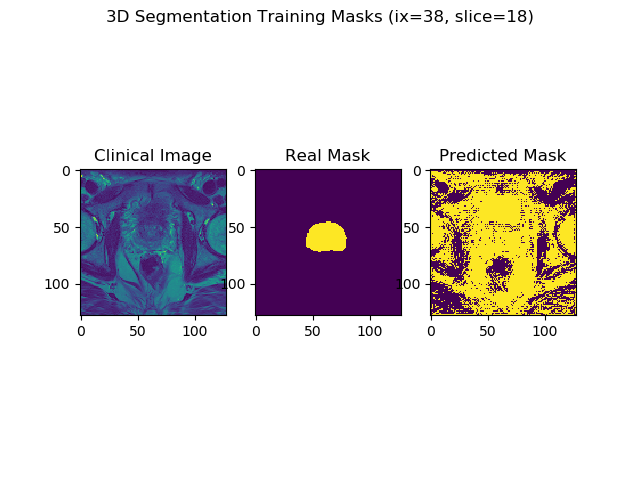 3D Segmentation Training Masks (ix=38, slice=18)
Clinical Image Real Mask Predicted Mask
0 0 0
50 50 50
100 100 100
0 50 100 0 50 100 0 50 100